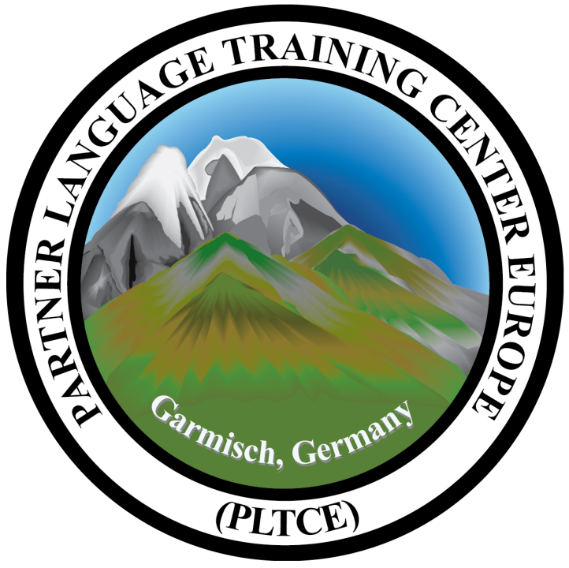 PARTNER LANGUAGE TRAINING CENTER EUROPE
Garmisch, Germany
(PLTCE)